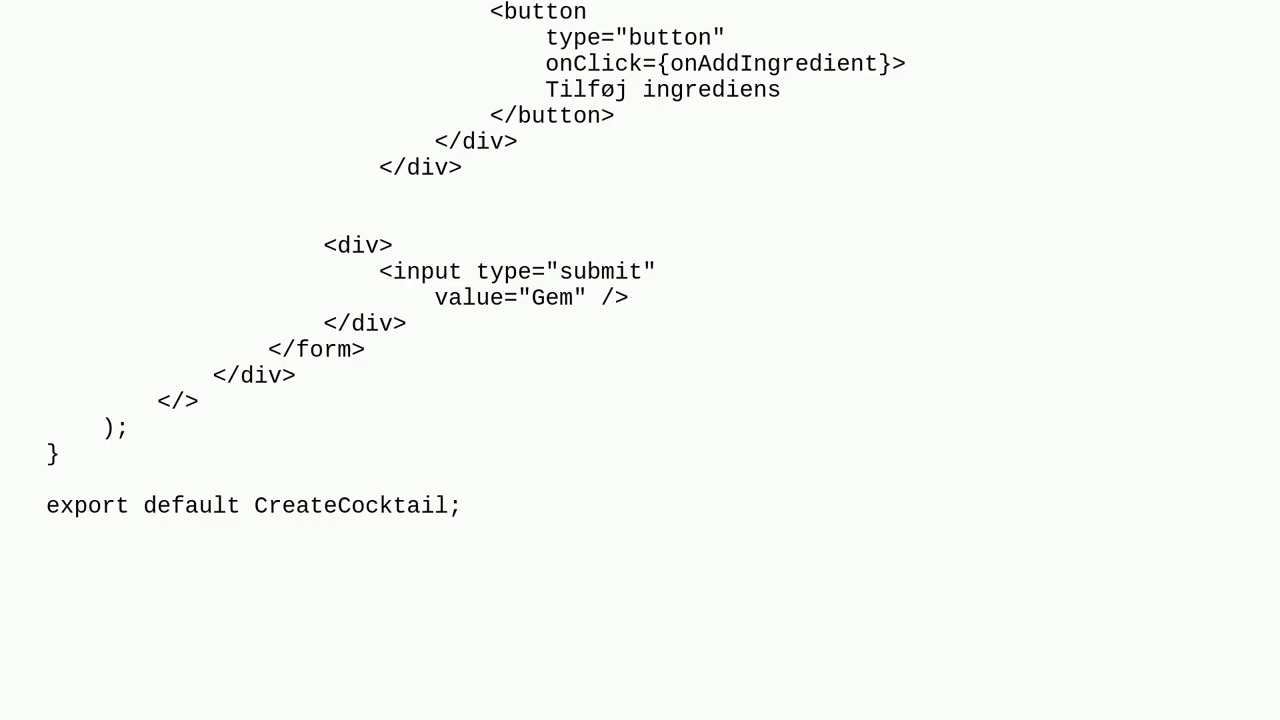 <button
type="button"
onClick={onAddIngredient}>
Tilføj ingrediens
</button>
</div>
</div>
<div>
<input type="submit"
value="Gem" />
</div>
</form>
</div>
</>
);
}
export default CreateCocktail;